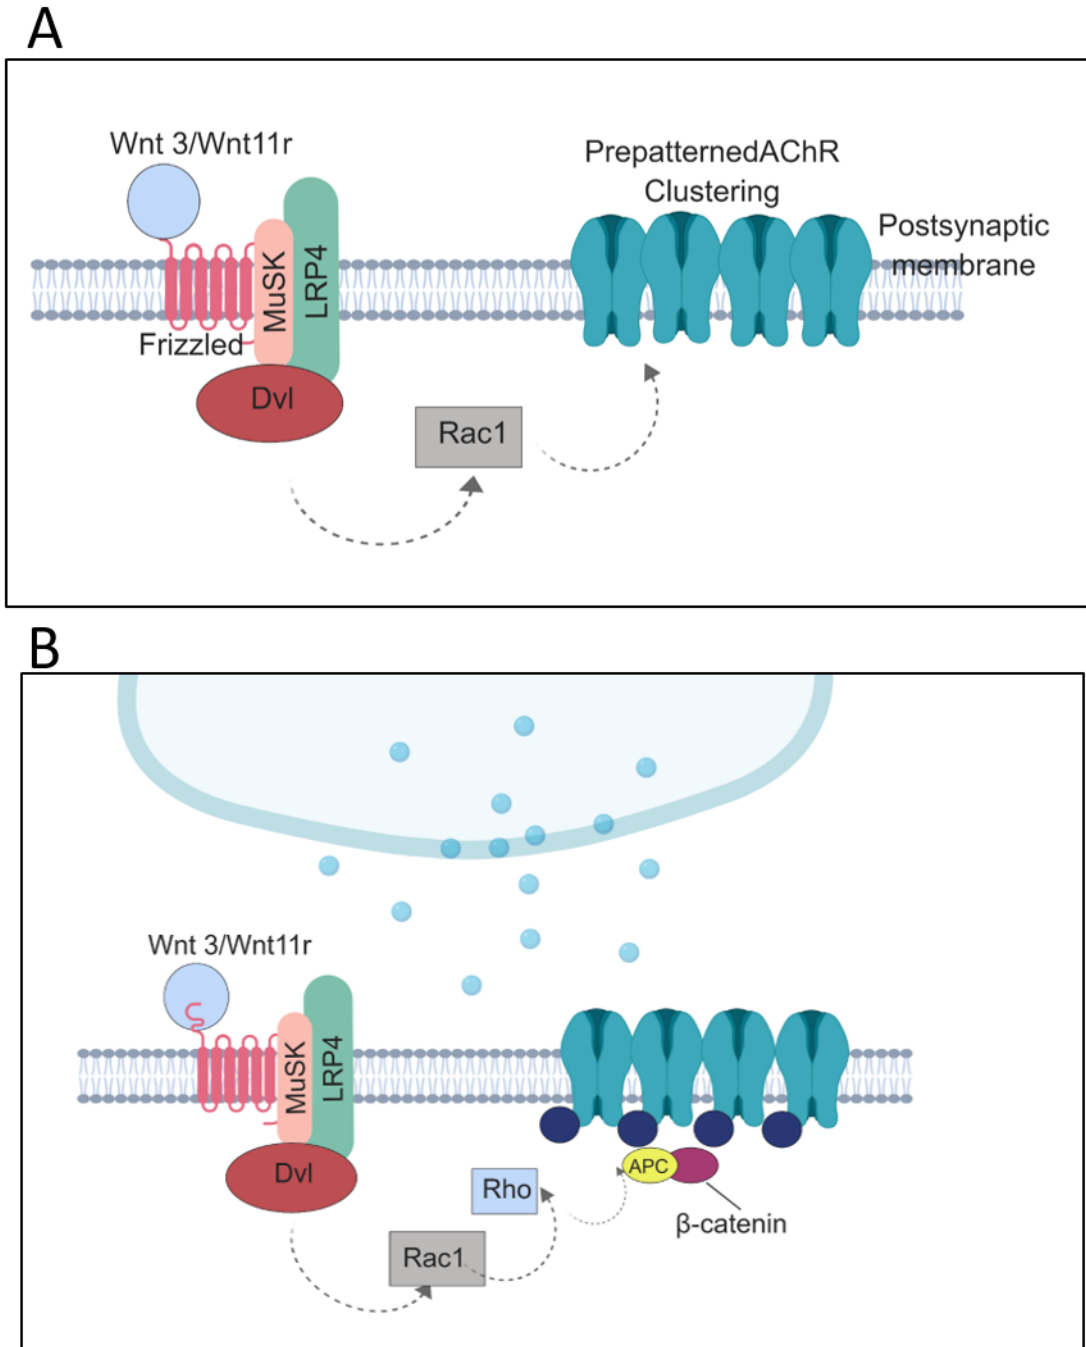 A
Wnt 3/Wnt11r
PrepatternedAChR
Clustering
Postsynaptic
membrane
MuSK
LRP4
Frizzled
Dvl
Rac1
B
Wnt 3/Wnt11r
MuSK
LRP4
Dvl
Rho
APC
β-catenin
Rac1